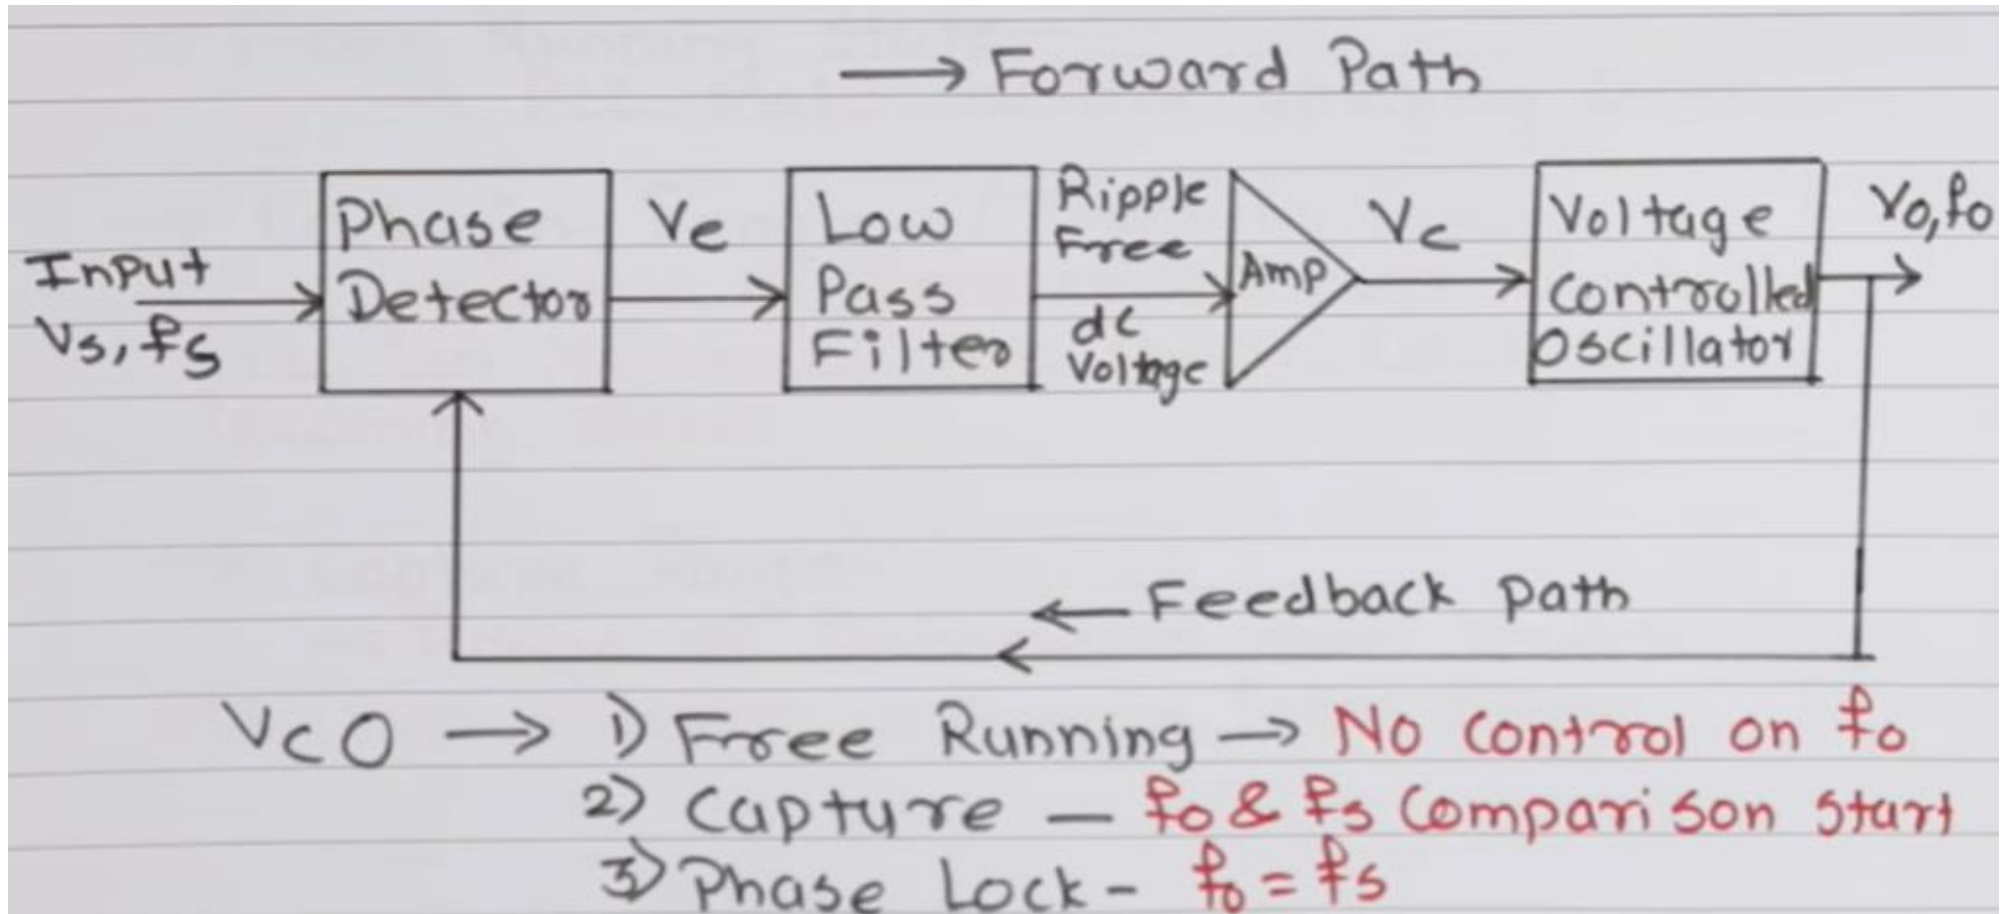 → Forward Path
Input
Vs, fs
Phase
Detector
Ve
Low
Pass
Filter
Ripple
Free
dc
Voltage
Amp
Vc
Voltage
Controlled
Oscillator
Vo, fo
← Feedback path
VCO → 1) Free Running → No control on fo
2) Capture — fo & fs Comparison Start
3) Phase Lock - fo = fs